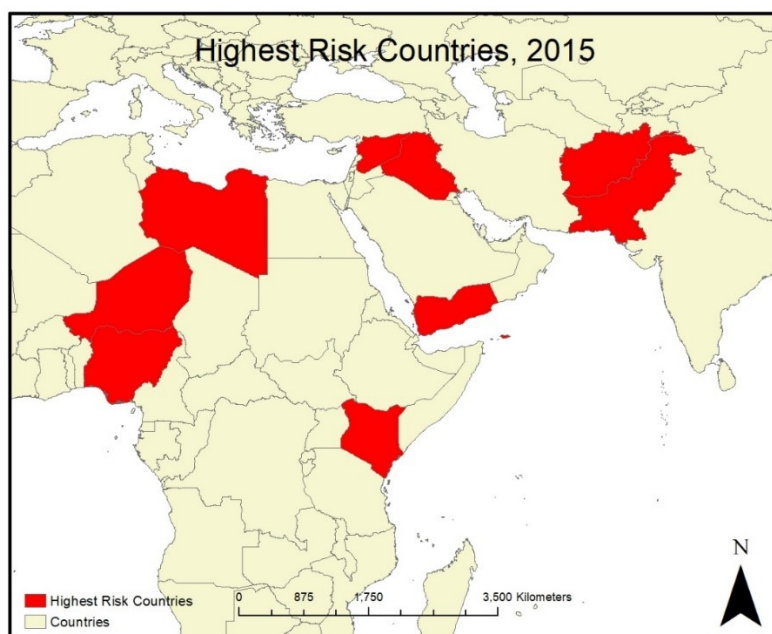 Highest Risk Countries, 2015
N
Highest Risk Countries
Countries
0 875 1,750 3,500 Kilometers